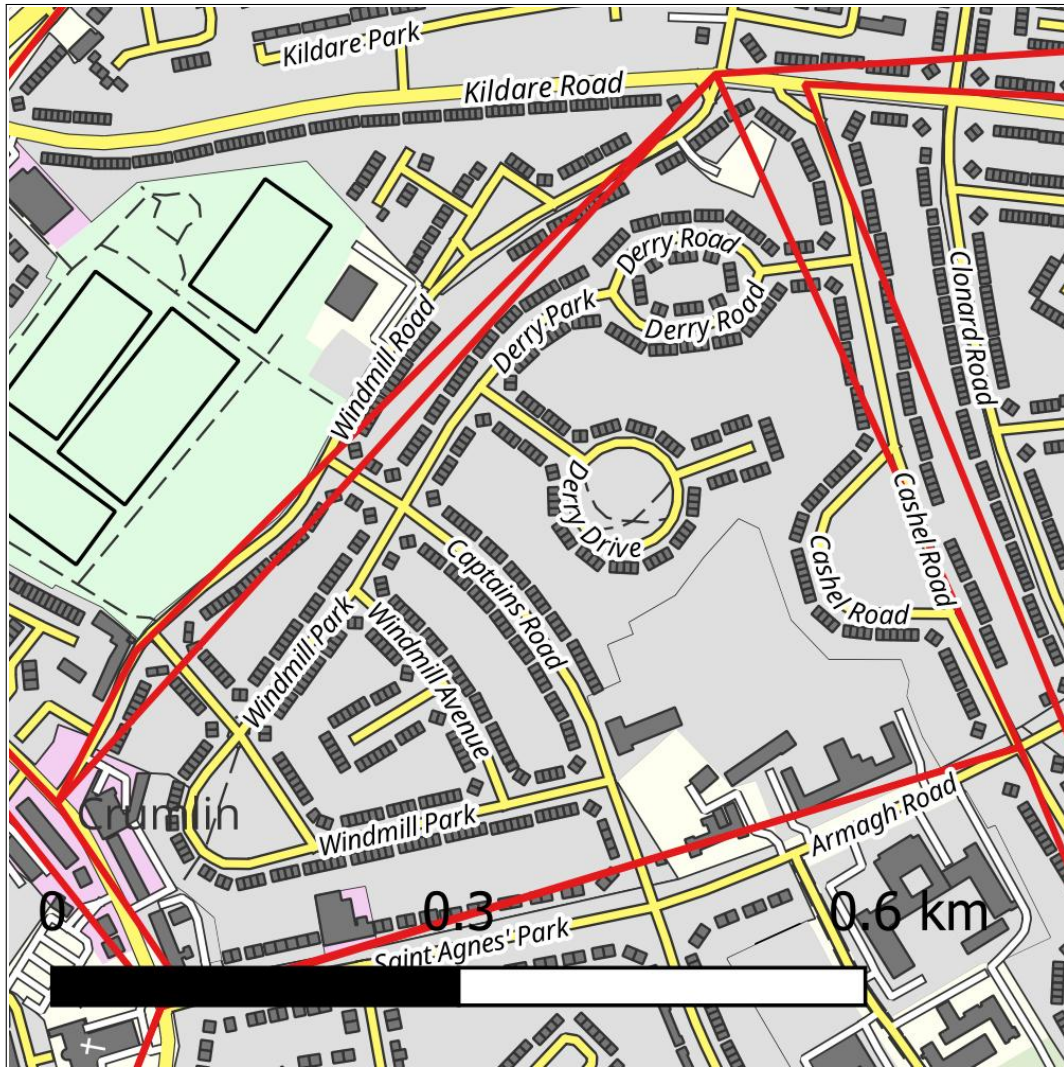 Kildare Park
Kildare Road
Derry Road
Clonard Road
Derry Park
Derry Road
Windmill Road
Derry Drive
Cashel Road
Captains Road
Cashel Road
Windmill Park
Windmill Avenue
Crumlin
Windmill Park
Armagh Road
Saint Agnes' Park
0 0.3 0.6 km